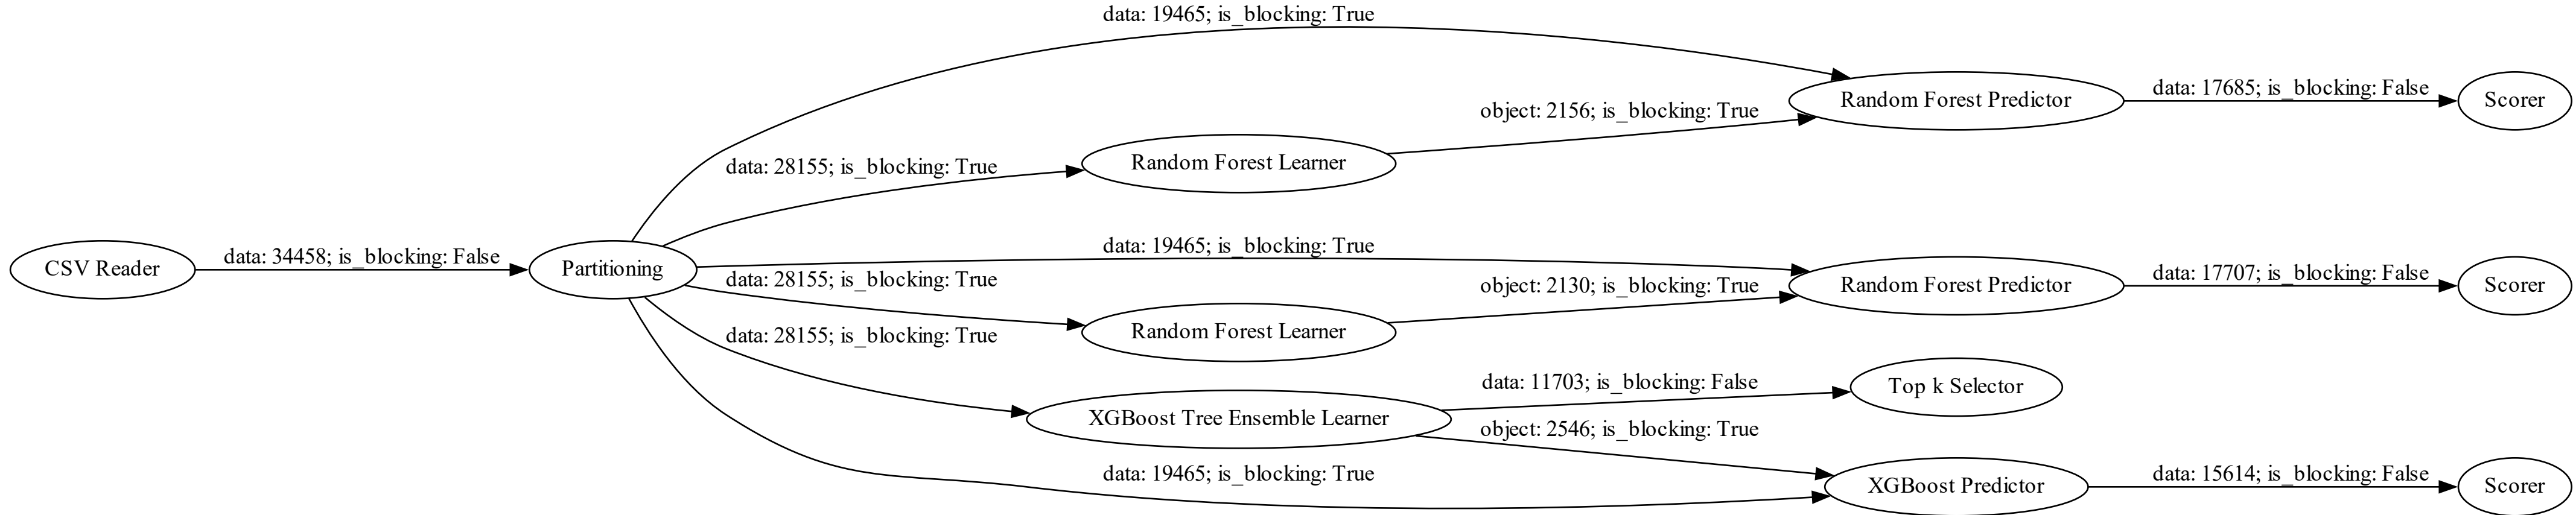 data: 19465; is_blocking: True
data: 17685; is_blocking: False
Random Forest Predictor
Scorer
object: 2156; is_blocking: True
data: 28155; is_blocking: True
Random Forest Learner
data: 19465; is_blocking: True
data: 34458; is_blocking: False
CSV Reader
Partitioning
data: 28155; is_blocking: True
object: 2130; is_blocking: True
data: 17707; is_blocking: False
Random Forest Predictor
Scorer
data: 28155; is_blocking: True
Random Forest Learner
data: 11703; is_blocking: False
Top k Selector
XGBoost Tree Ensemble Learner
object: 2546; is_blocking: True
data: 19465; is_blocking: True
data: 15614; is_blocking: False
XGBoost Predictor
Scorer